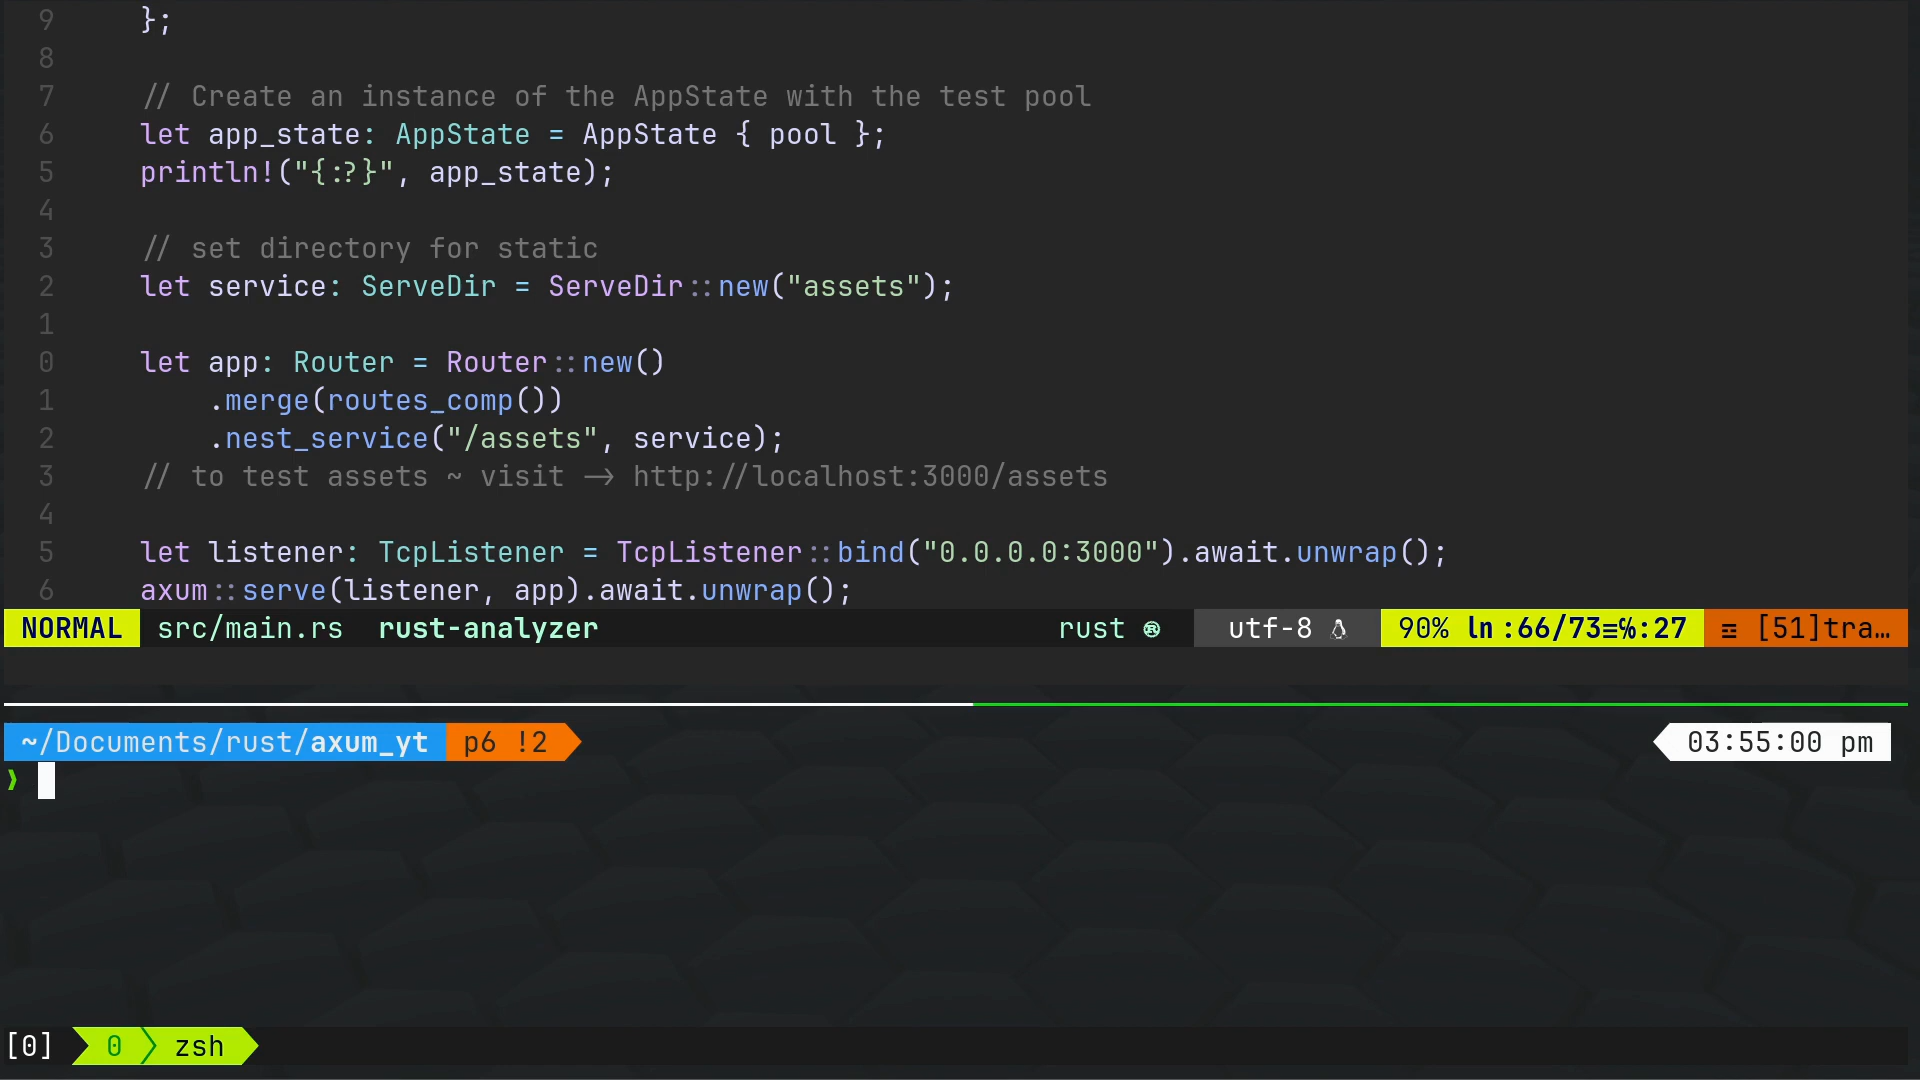 9     };
8
7     // Create an instance of the AppState with the test pool
6     let app_state: AppState = AppState { pool };
5     println!("{:?}", app_state);
4
3     // set directory for static
2     let service: ServeDir = ServeDir::new("assets");
1
0     let app: Router = Router::new()
1         .merge(routes_comp())
2         .nest_service("/assets", service);
3     // to test assets ~ visit -> http://localhost:3000/assets
4
5     let listener: TcpListener = TcpListener::bind("0.0.0.0:3000").await.unwrap();
6     axum::serve(listener, app).await.unwrap();
NORMAL src/main.rs rust-analyzer rust utf-8 90% ln :66/73≡℅:27 ☲ [51]tra…
~/Documents/rust/axum_yt p6 !2 03:55:00 pm
❯
[0] 0 zsh